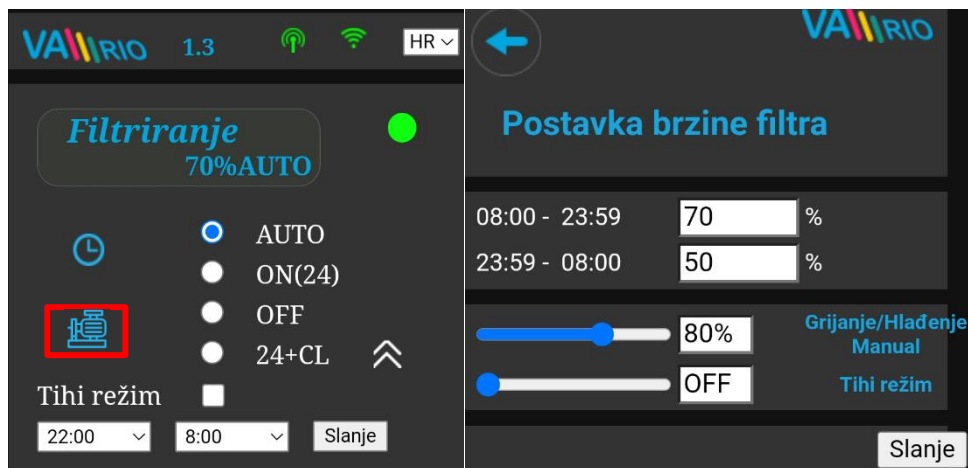 VALLRIO 1.3 HR
Filtriranje
70%AUTO
AUTO
ON(24)
OFF
24+CL
Tihi režim
22:00 8:00 Slanje
VALLRIO
Postavka brzine filtra
08:00 - 23:59 70 %
23:59 - 08:00 50 %
80% Grijanje/Hlađenje
Manual
OFF Tihi režim
Slanje